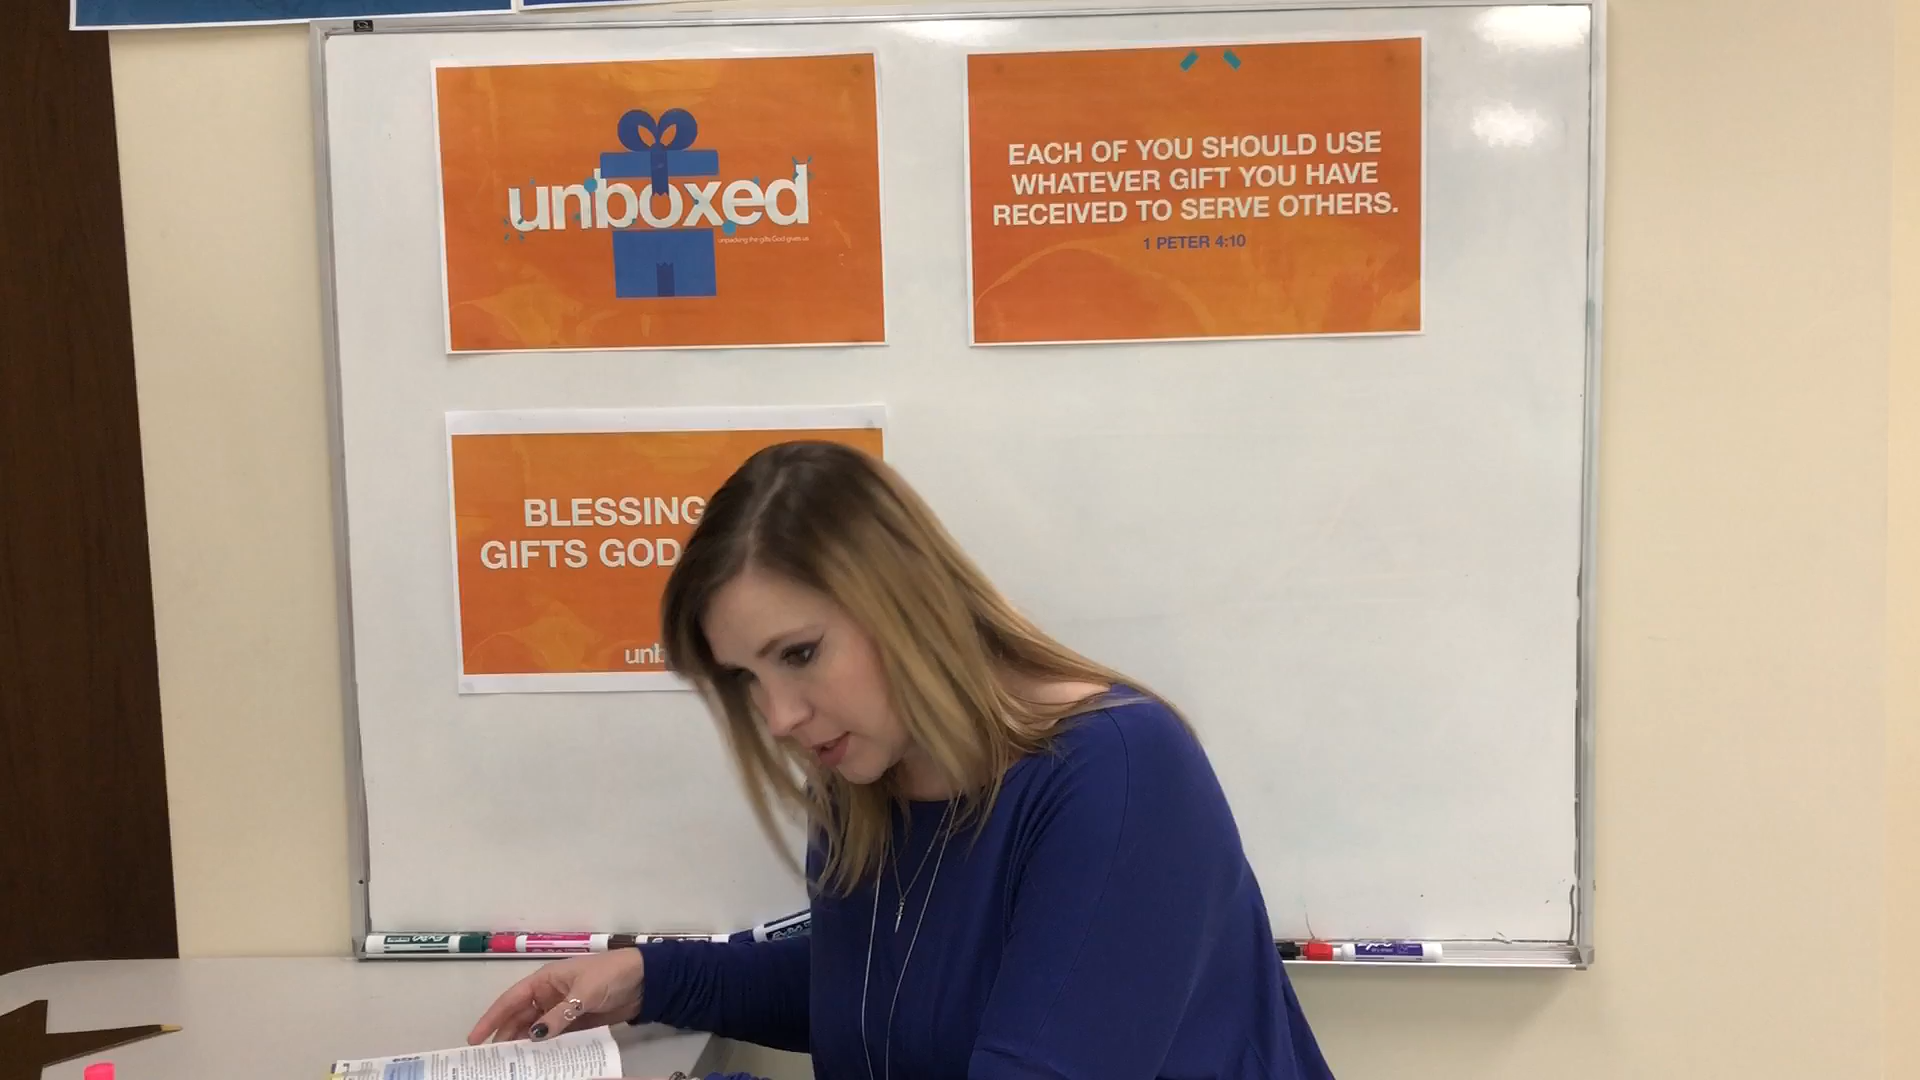 unboxed
unpacking the gifts God gives us
EACH OF YOU SHOULD USE
WHATEVER GIFT YOU HAVE
RECEIVED TO SERVE OTHERS.
1 PETER 4:10
BLESSING
GIFTS GOD
unb
EXPO